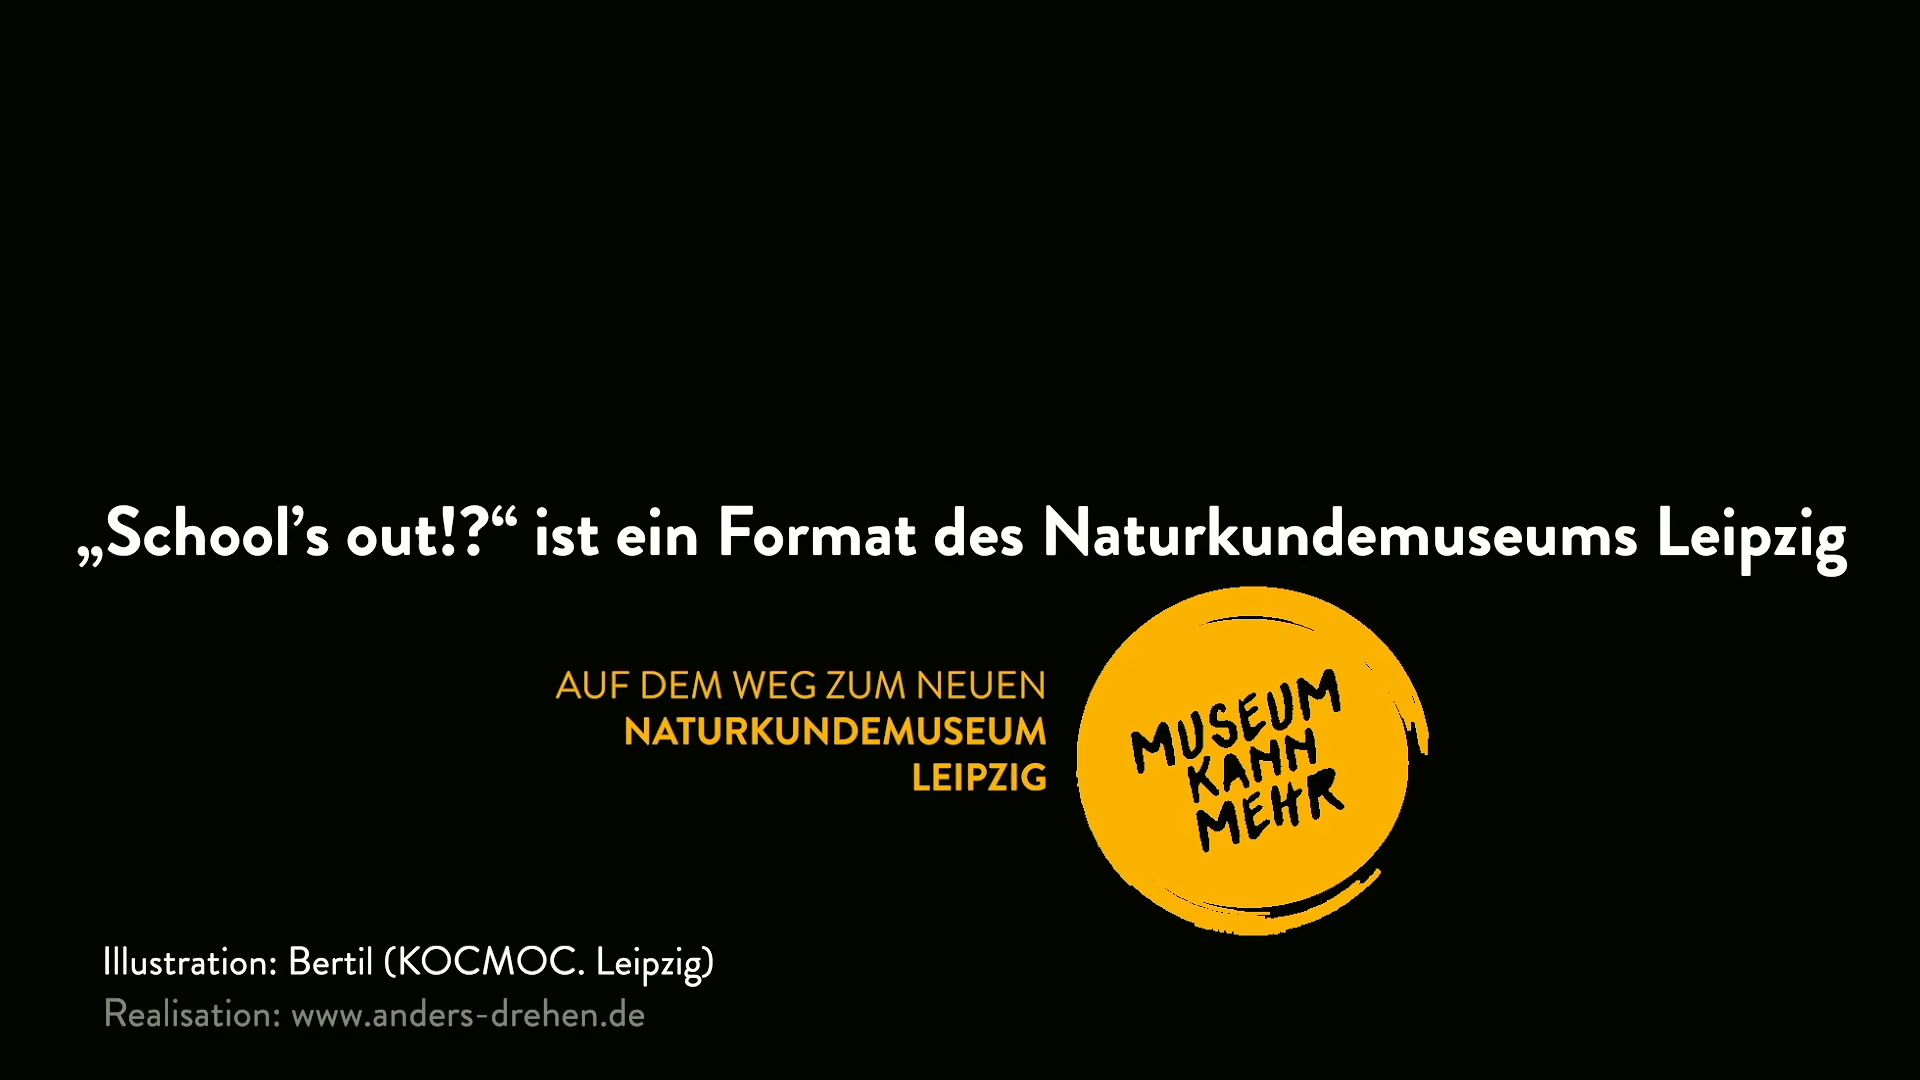 „School’s out!?“ ist ein Format des Naturkundemuseums Leipzig
AUF DEM WEG ZUM NEUEN
NATURKUNDEMUSEUM
LEIPZIG
MUSEUM
KANN
MEHR
Illustration: Bertil (KOCMOC. Leipzig)
Realisation: www.anders-drehen.de